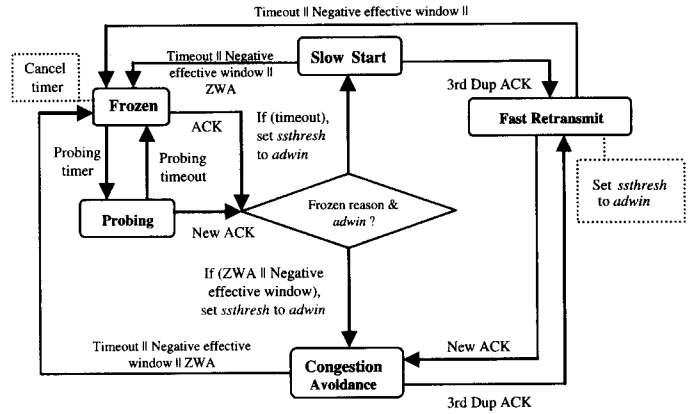 Timeout || Negative effective window ||
Cancel
timer
Timeout || Negative
effective window ||
ZWA
Slow Start
3rd Dup ACK
Frozen
ACK
If (timeout),
set ssthresh
to adwin
Fast Retransmit
Probing
timer
Probing
timeout
Set ssthresh
to adwin
Probing
New ACK
Frozen reason &
adwin ?
If (ZWA || Negative
effective window),
set ssthresh to adwin
Timeout || Negative effective
window || ZWA
New ACK
Congestion
Avoidance
3rd Dup ACK